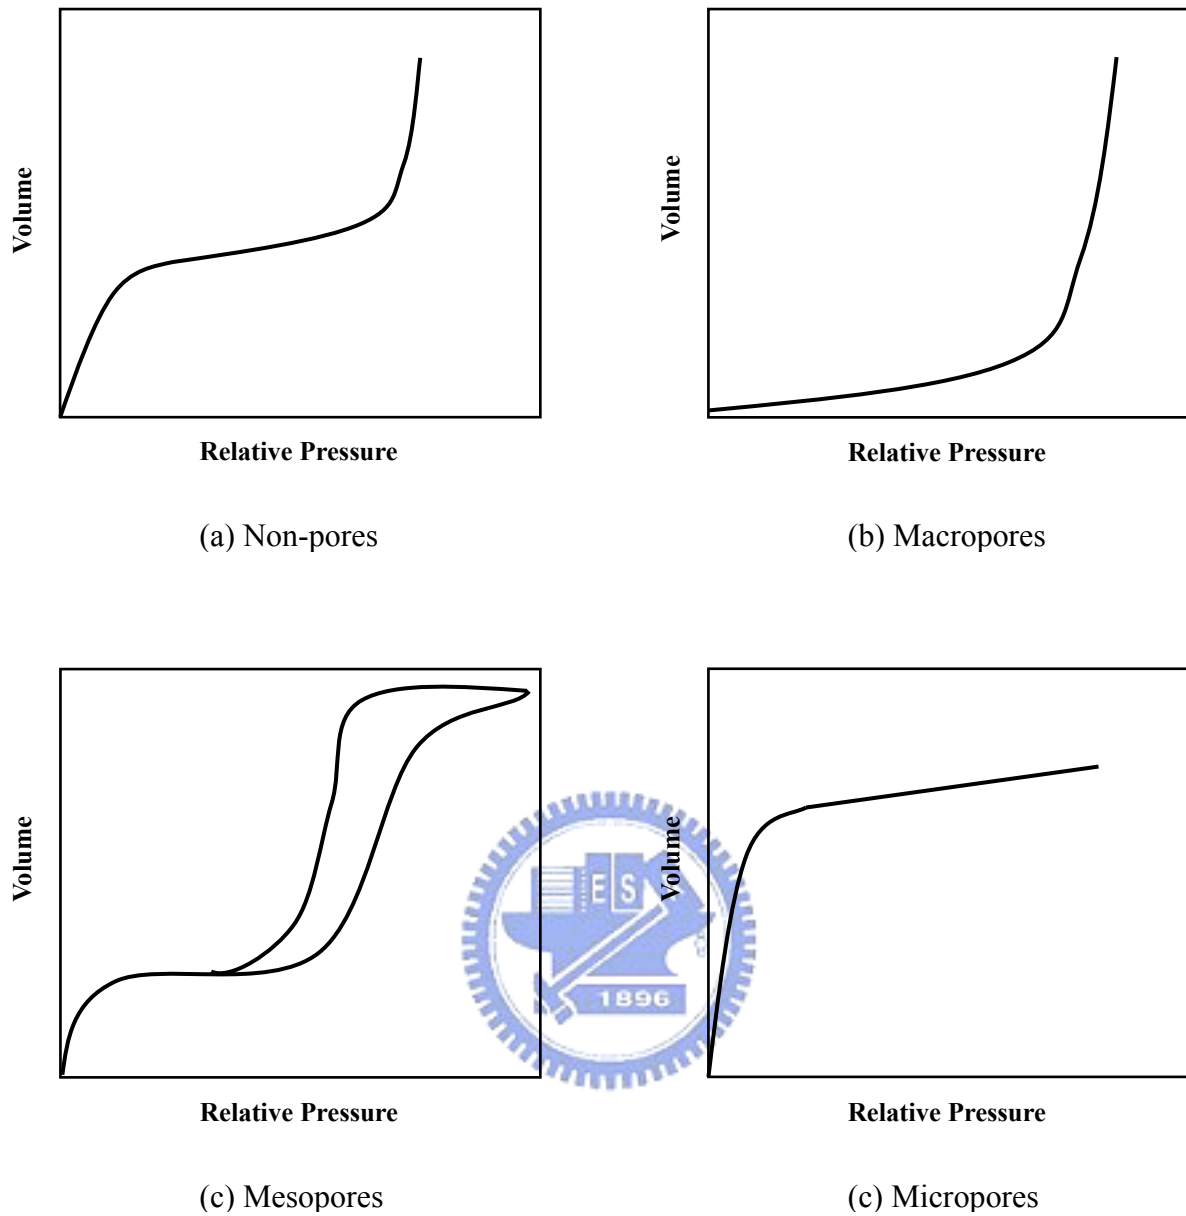 Volume
Relative Pressure
(a) Non-pores
Volume
Relative Pressure
(b) Macropores
Volume
Relative Pressure
(c) Mesopores
Volume
Relative Pressure
(c) Micropores
E S
1896